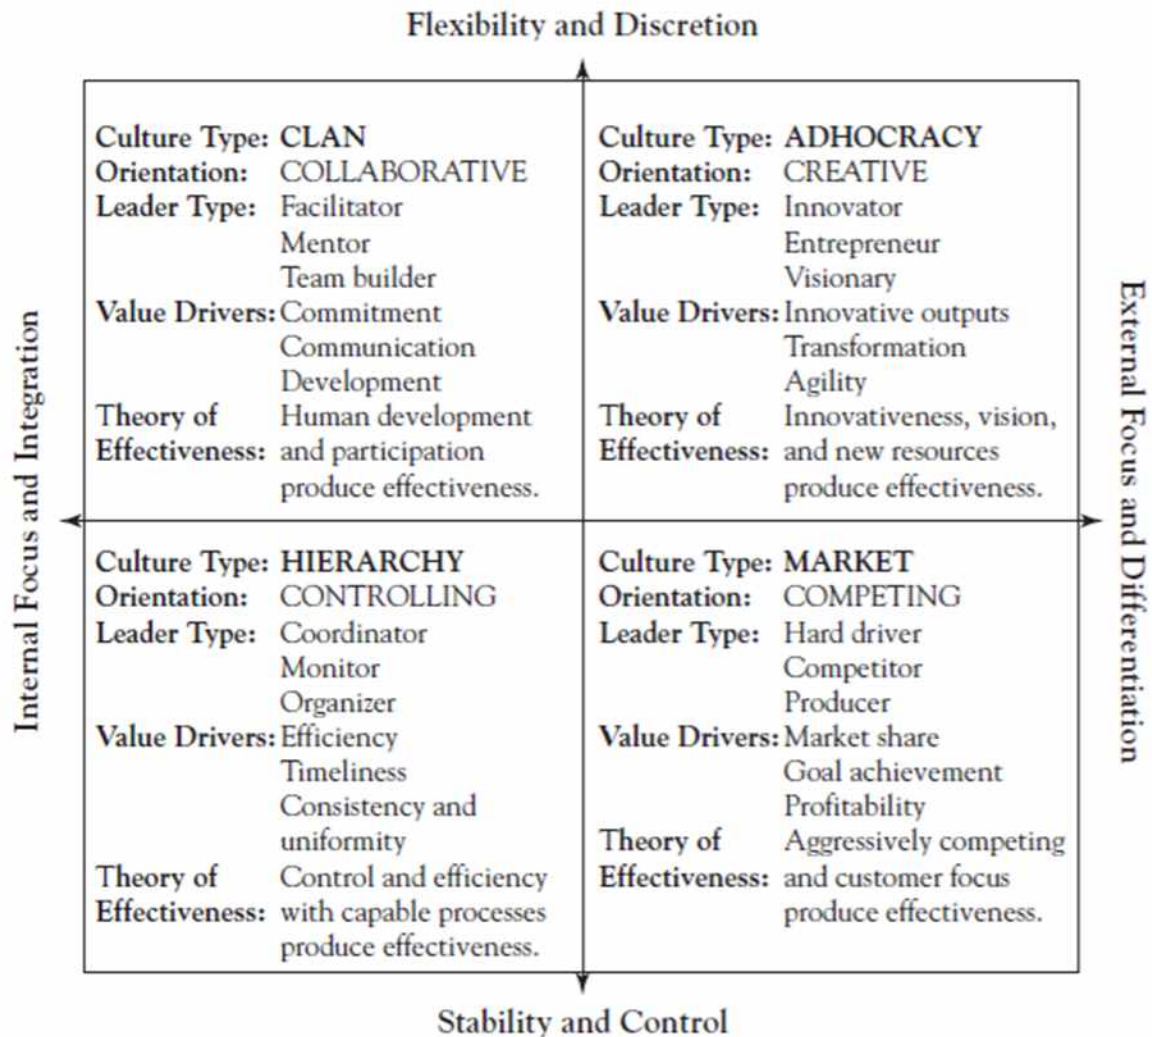 Flexibility and Discretion
Culture Type: CLAN
Orientation: COLLABORATIVE
Leader Type: Facilitator
Mentor
Team builder
Value Drivers: Commitment
Communication
Development
Theory of Human development
Effectiveness: and participation
produce effectiveness.
Culture Type: ADHOCRACY
Orientation: CREATIVE
Leader Type: Innovator
Entrepreneur
Visionary
Value Drivers: Innovative outputs
Transformation
Agility
Theory of Innovativeness, vision,
Effectiveness: and new resources
produce effectiveness.
Internal Focus and Integration
External Focus and Differentiation
Culture Type: HIERARCHY
Orientation: CONTROLLING
Leader Type: Coordinator
Monitor
Organizer
Value Drivers: Efficiency
Timeliness
Consistency and
uniformity
Theory of Control and efficiency
Effectiveness: with capable processes
produce effectiveness.
Culture Type: MARKET
Orientation: COMPETING
Leader Type: Hard driver
Competitor
Producer
Value Drivers: Market share
Goal achievement
Profitability
Theory of Aggressively competing
Effectiveness: and customer focus
produce effectiveness.
Stability and Control